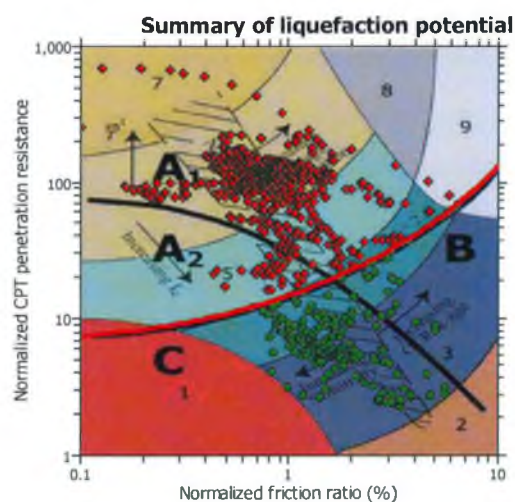 Summary of liquefaction potential
Normalized CPT penetration resistance
1,000
100
10
1
7
8
9
A1
A2
Increasing
5
B
C
1
3
2
0.1
1
10
Normalized friction ratio (%)